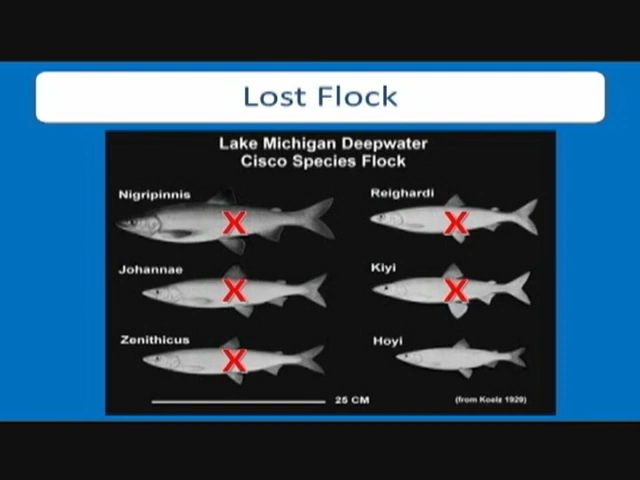 Lost Flock
Lake Michigan Deepwater
Cisco Species Flock
Nigripinnis
Reighardi
X
X
Johannae
Kiyi
X
X
Zenithicus
Hoyi
X
25 CM
(from Koelz 1929)